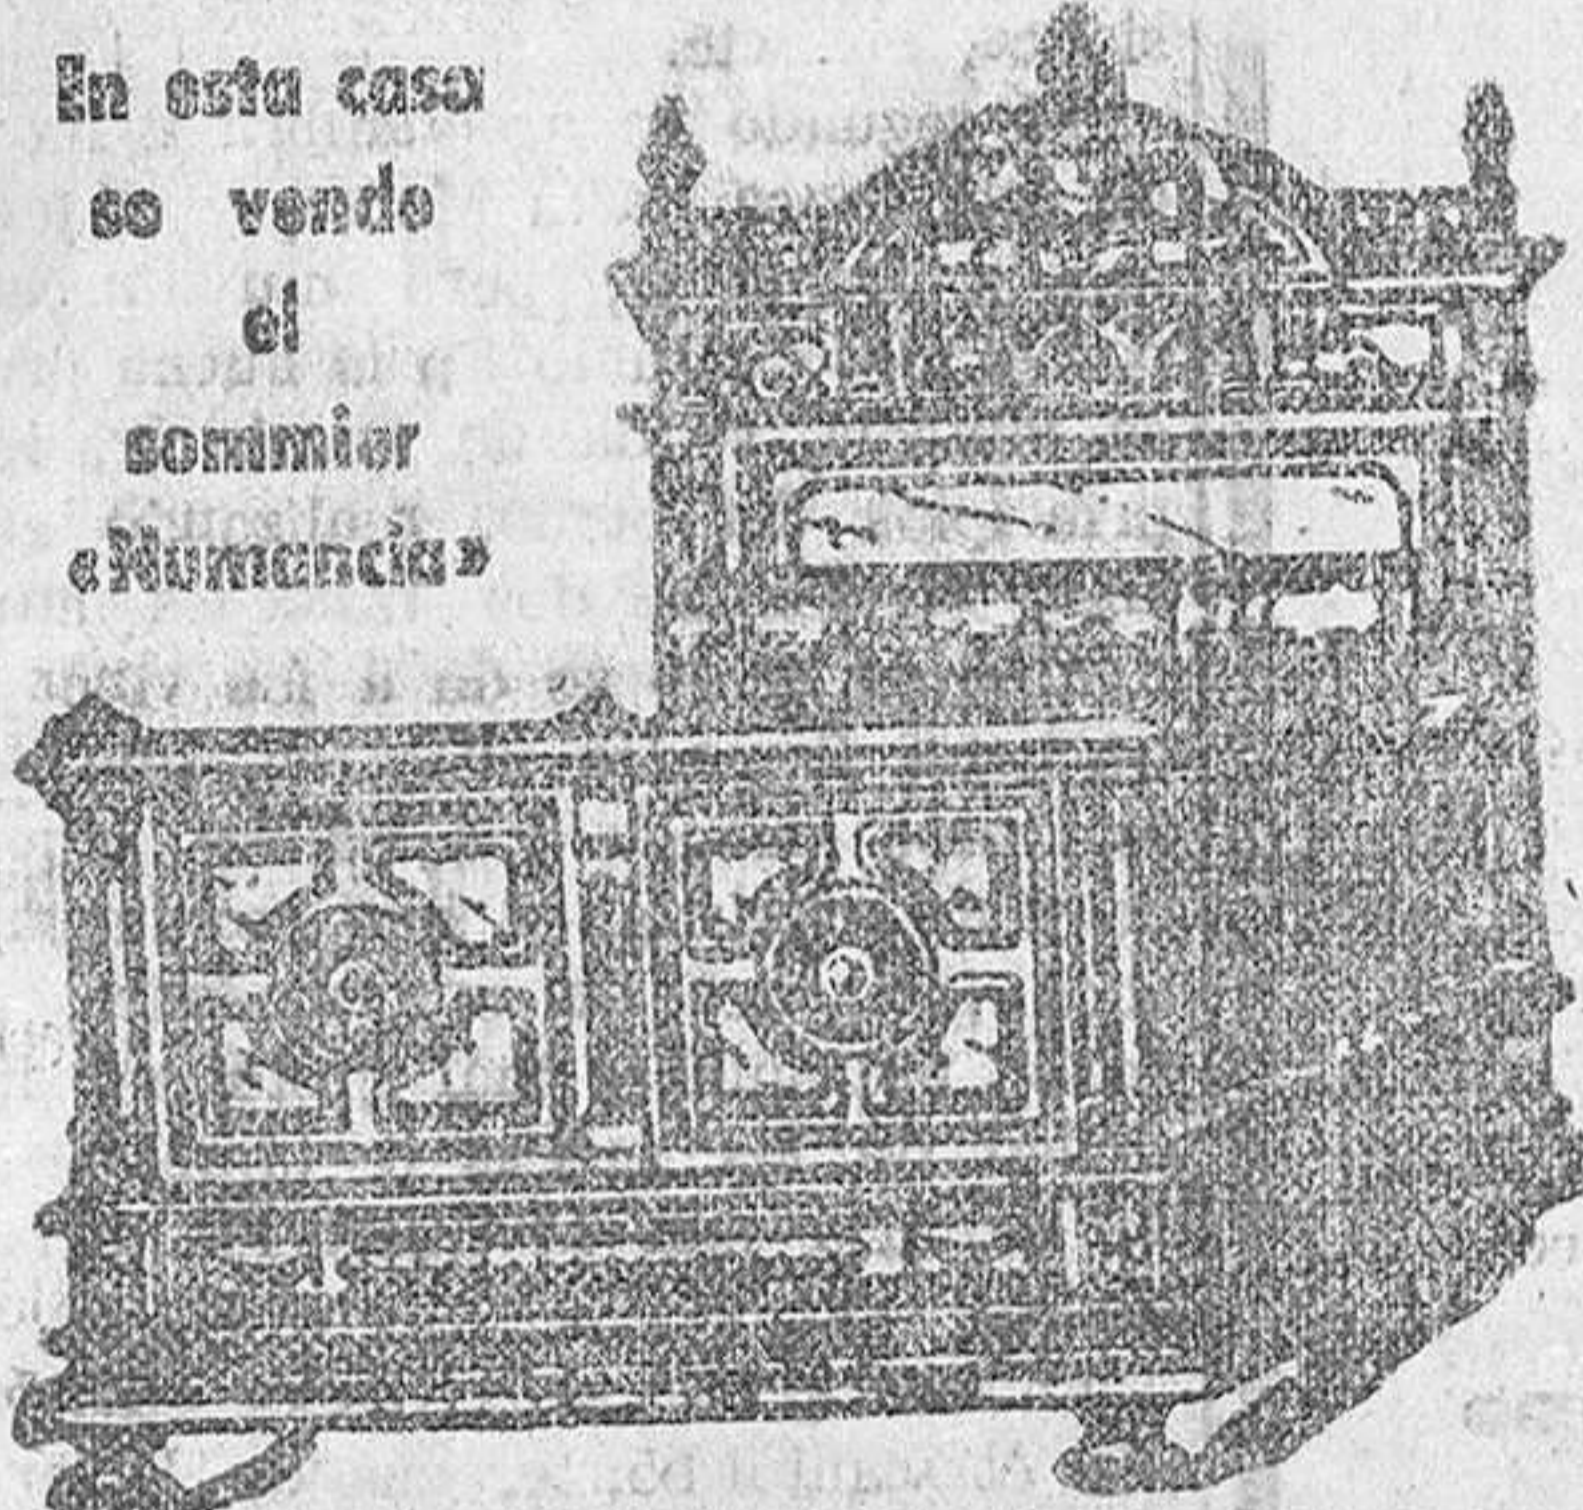 En esta casa
se vende
el
sommier
«Numancia»